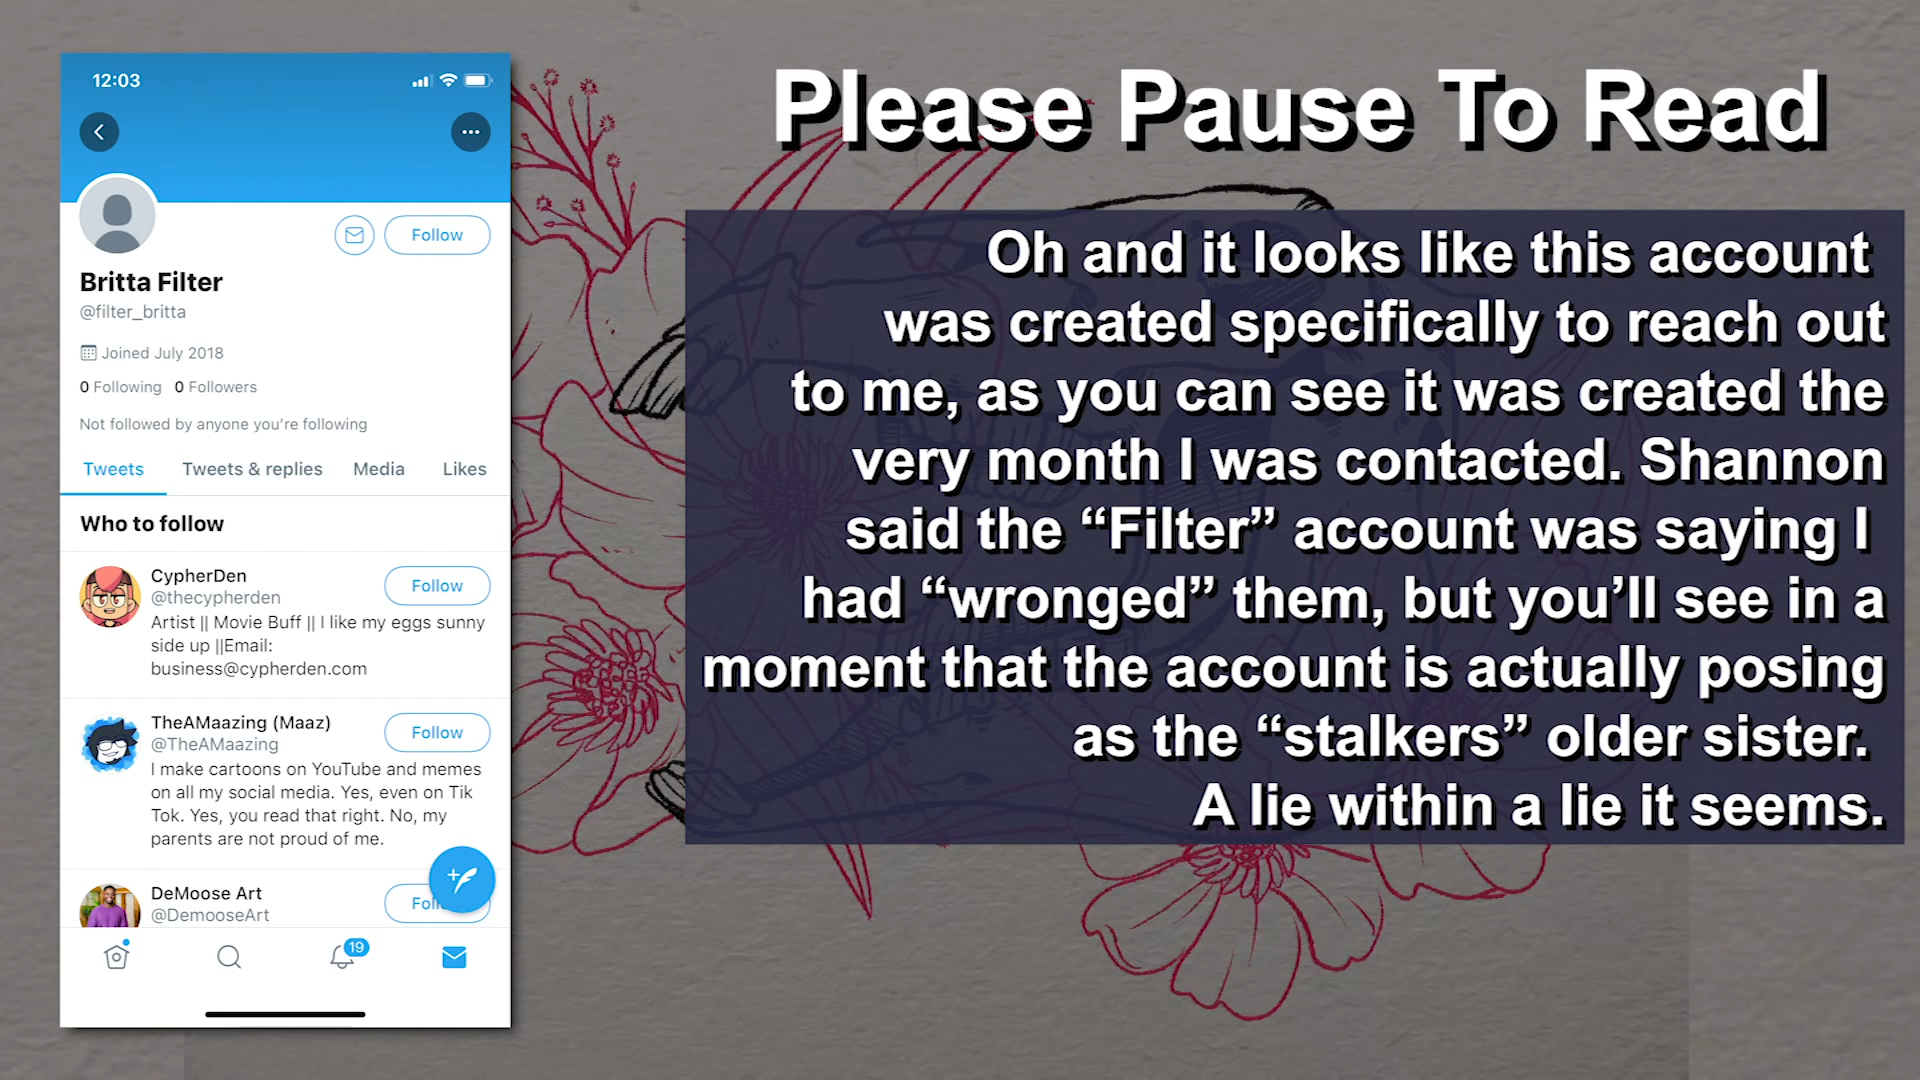 12:03
Follow
Britta Filter
@filter_britta
Joined July 2018
0 Following 0 Followers
Not followed by anyone you're following
Tweets Tweets & replies Media Likes
Who to follow
CypherDen
@thecypherden
Follow
Artist || Movie Buff || I like my eggs sunny
side up ||Email:
business@cypherden.com
TheAMaazing (Maaz)
@TheAMaazing
Follow
I make cartoons on YouTube and memes
on all my social media. Yes, even on Tik
Tok. Yes, you read that right. No, my
parents are not proud of me.
DeMoose Art
@DemooseArt
19
Please Pause To Read
Oh and it looks like this account
was created specifically to reach out
to me, as you can see it was created the
very month I was contacted. Shannon
said the “Filter” account was saying I
had “wronged” them, but you’ll see in a
moment that the account is actually posing
as the “stalkers” older sister.
A lie within a lie it seems.